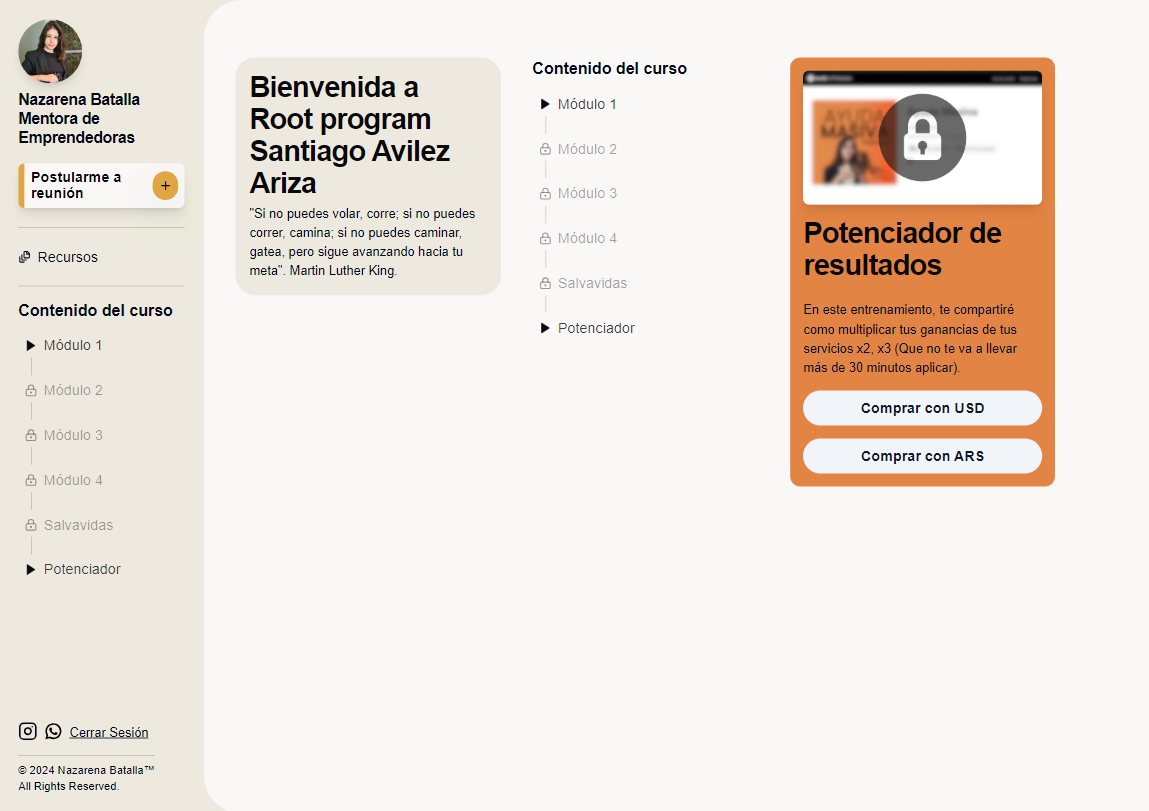 Nazarena Batalla
Mentora de
Emprendedoras
Postularme a
reunión
Recursos
Contenido del curso
Módulo 1
Módulo 2
Módulo 3
Módulo 4
Salvavidas
Potenciador
Cerrar Sesión
© 2024 Nazarena Batalla™
All Rights Reserved.
Bienvenida a
Root program
Santiago Avilez
Ariza
"Si no puedes volar, corre; si no puedes
correr, camina; si no puedes caminar,
gatea, pero sigue avanzando hacia tu
meta". Martin Luther King.
Contenido del curso
Módulo 1
Módulo 2
Módulo 3
Módulo 4
Salvavidas
Potenciador
AYUDA
MASIVA
Potenciador de
resultados
En este entrenamiento, te compartiré
como multiplicar tus ganancias de tus
servicios x2, x3 (Que no te va a llevar
más de 30 minutos aplicar).
Comprar con USD
Comprar con ARS